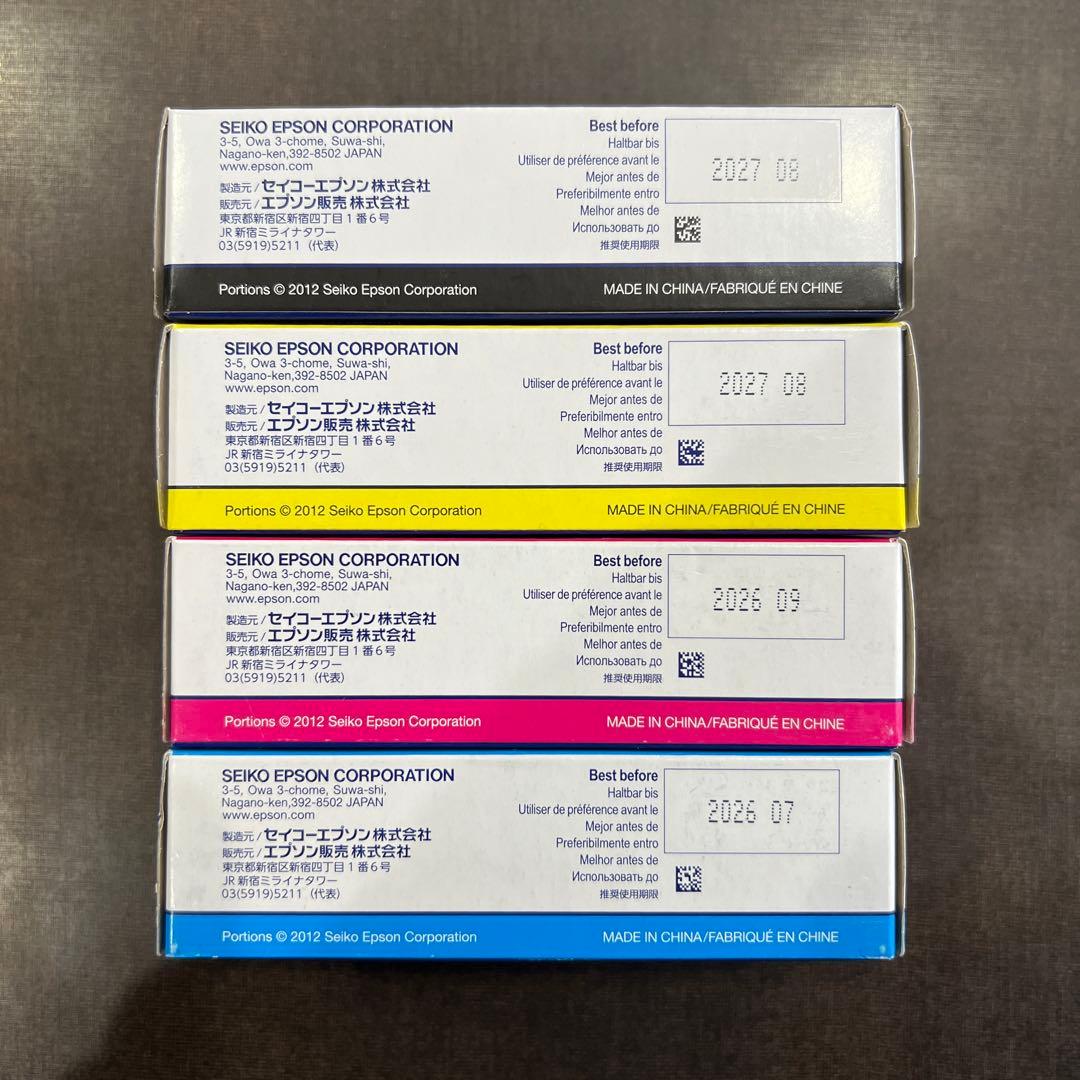 SEIKO EPSON CORPORATION
3-5, Owa 3-chome, Suwa-shi,
Nagano-ken,392-8502 JAPAN
www.epson.com
製造元 / セイコーエプソン株式会社
販売元 / エプソン販売株式会社
東京都新宿区新宿四丁目1番6号
JR新宿ミライナタワー
03(5919)5211（代表）
Best before
Haltbar bis
Utiliser de préférence avant le
Mejor antes de
Preferibilmente entro
Melhor antes de
Использовать до
推奨使用期限
2027 08
Portions © 2012 Seiko Epson Corporation
MADE IN CHINA/FABRIQUÉ EN CHINE
SEIKO EPSON CORPORATION
3-5, Owa 3-chome, Suwa-shi,
Nagano-ken,392-8502 JAPAN
www.epson.com
製造元 / セイコーエプソン株式会社
販売元 / エプソン販売株式会社
東京都新宿区新宿四丁目1番6号
JR新宿ミライナタワー
03(5919)5211（代表）
Best before
Haltbar bis
Utiliser de préférence avant le
Mejor antes de
Preferibilmente entro
Melhor antes de
Использовать до
推奨使用期限
2027 08
Portions © 2012 Seiko Epson Corporation
MADE IN CHINA/FABRIQUÉ EN CHINE
SEIKO EPSON CORPORATION
3-5, Owa 3-chome, Suwa-shi,
Nagano-ken,392-8502 JAPAN
www.epson.com
製造元 / セイコーエプソン株式会社
販売元 / エプソン販売株式会社
東京都新宿区新宿四丁目1番6号
JR新宿ミライナタワー
03(5919)5211（代表）
Best before
Haltbar bis
Utiliser de préférence avant le
Mejor antes de
Preferibilmente entro
Melhor antes de
Использовать до
推奨使用期限
2026 09
Portions © 2012 Seiko Epson Corporation
MADE IN CHINA/FABRIQUÉ EN CHINE
SEIKO EPSON CORPORATION
3-5, Owa 3-chome, Suwa-shi,
Nagano-ken,392-8502 JAPAN
www.epson.com
製造元 / セイコーエプソン株式会社
販売元 / エプソン販売株式会社
東京都新宿区新宿四丁目1番6号
JR新宿ミライナタワー
03(5919)5211（代表）
Best before
Haltbar bis
Utiliser de préférence avant le
Mejor antes de
Preferibilmente entro
Melhor antes de
Использовать до
推奨使用期限
2026 07
Portions © 2012 Seiko Epson Corporation
MADE IN CHINA/FABRIQUÉ EN CHINE